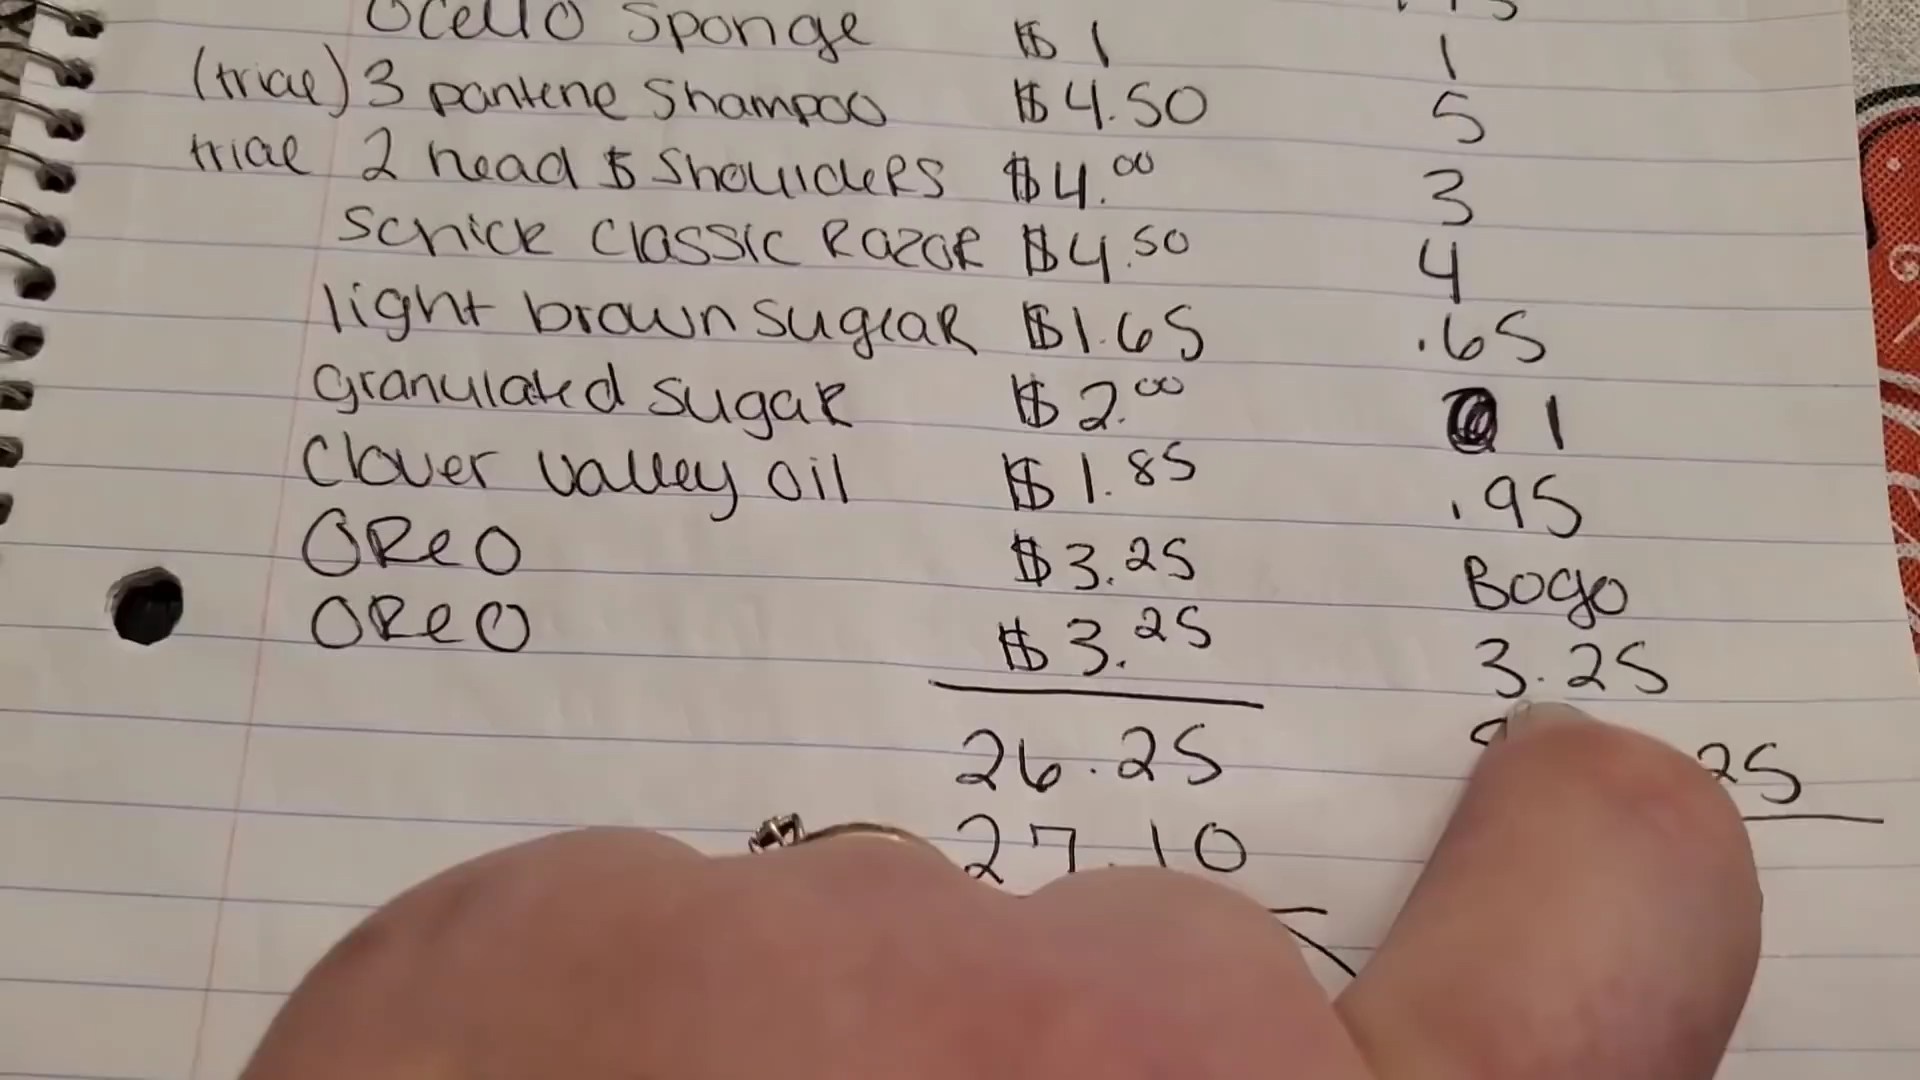 Ocello Sponge $1 1
(trial) 3 pantene Shampoo $4.50 5
trial 2 head $ Shoulders $4.00 3
Schick Classic Razor $4.50 4
light brown sugar $1.65 .65
granulated sugar $2.00 1
Clover Valley oil $1.85 .95
OReO $3.25 Bogo
OReO $3.25 3.25
26.25 25
27.10